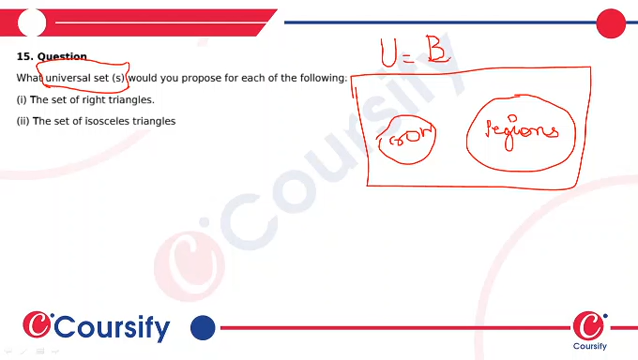 15. Question
What universal set (s) would you propose for each of the following:
(i) The set of right triangles.
(ii) The set of isosceles triangles
U = B
regions
Coursify
Coursify
Coursify